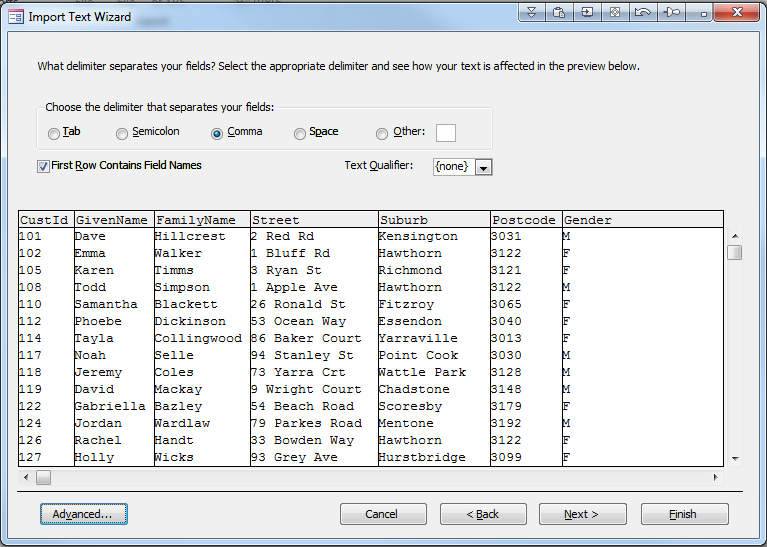 Import Text Wizard
What delimiter separates your fields? Select the appropriate delimiter and see how your text is affected in the preview below.
Choose the delimiter that separates your fields:
Tab Semicolon Comma Space Other:
First Row Contains Field Names Text Qualifier: {none}
CustId GivenName FamilyName Street Suburb Postcode Gender
101 Dave Hillcrest 2 Red Rd Kensington 3031 M
102 Emma Walker 1 Bluff Rd Hawthorn 3122 F
105 Karen Timms 3 Ryan St Richmond 3121 F
108 Todd Simpson 1 Apple Ave Hawthorn 3122 M
110 Samantha Blackett 26 Ronald St Fitzroy 3065 F
112 Phoebe Dickinson 53 Ocean Way Essendon 3040 F
114 Tayla Collingwood 86 Baker Court Yarraville 3013 F
117 Noah Selle 94 Stanley St Point Cook 3030 M
118 Jeremy Coles 73 Yarra Crt Wattle Park 3128 M
119 David Mackay 9 Wright Court Chadstone 3148 M
122 Gabriella Bazley 54 Beach Road Scoresby 3179 F
124 Jordan Wardlaw 79 Parkes Road Mentone 3192 M
126 Rachel Handt 33 Bowden Way Hawthorn 3122 F
127 Holly Wicks 93 Grey Ave Hurstbridge 3099 F
Advanced... Cancel < Back Next > Finish